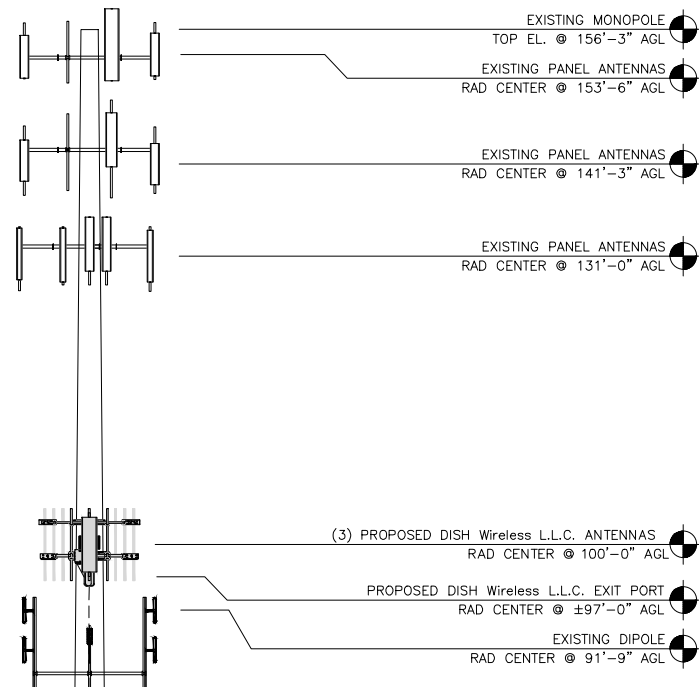 EXISTING MONOPOLE
TOP EL. @ 156'-3" AGL
EXISTING PANEL ANTENNAS
RAD CENTER @ 153'-6" AGL
EXISTING PANEL ANTENNAS
RAD CENTER @ 141'-3" AGL
EXISTING PANEL ANTENNAS
RAD CENTER @ 131'-0" AGL
(3) PROPOSED DISH Wireless L.L.C. ANTENNAS
RAD CENTER @ 100'-0" AGL
PROPOSED DISH Wireless L.L.C. EXIT PORT
RAD CENTER @ ±97'-0" AGL
EXISTING DIPOLE
RAD CENTER @ 91'-9" AGL